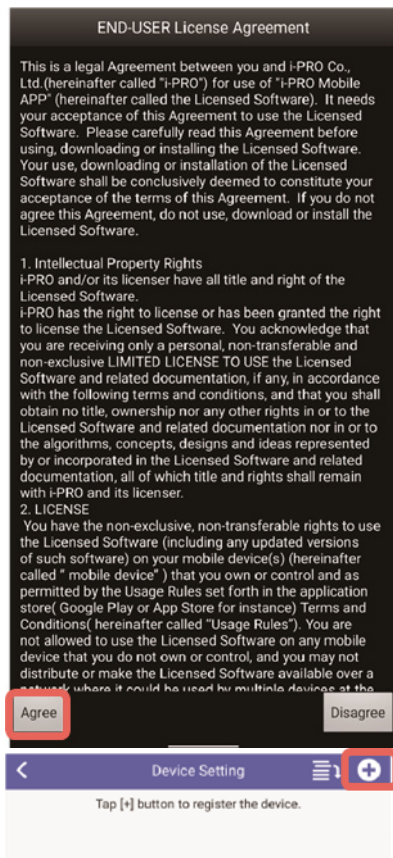 END-USER License Agreement
This is a legal Agreement between you and i-PRO Co.,
Ltd.(hereinafter called "i-PRO") for use of "i-PRO Mobile
APP" (hereinafter called the Licensed Software).  It needs
your acceptance of this Agreement to use the Licensed
Software.  Please carefully read this Agreement before
using, downloading or installing the Licensed Software.
Your use, downloading or installation of the Licensed
Software shall be conclusively deemed to constitute your
acceptance of the terms of this Agreement.  If you do not
agree this Agreement, do not use, download or install the
Licensed Software.
1. Intellectual Property Rights
i-PRO and/or its licenser have all title and right of the
Licensed Software.
i-PRO has the right to license or has been granted the right
to license the Licensed Software.  You acknowledge that
you are receiving only a personal, non-transferable and
non-exclusive LIMITED LICENSE TO USE the Licensed
Software and related documentation, if any, in accordance
with the following terms and conditions, and that you shall
obtain no title, ownership nor any other rights in or to the
Licensed Software and related documentation nor in or to
the algorithms, concepts, designs and ideas represented
by or incorporated in the Licensed Software and related
documentation, all of which title and rights shall remain
with i-PRO and its licenser.
2. LICENSE
You have the non-exclusive, non-transferable rights to use
the Licensed Software (including any updated versions
of such software) on your mobile device(s) (hereinafter
called " mobile device" ) that you own or control and as
permitted by the Usage Rules set forth in the application
store( Google Play or App Store for instance) Terms and
Conditions( hereinafter called "Usage Rules"). You are
not allowed to use the Licensed Software on any mobile
device that you do not own or control, and you may not
distribute or make the Licensed Software available over a
network where it could be used by multiple devices at the
Agree
Disagree
Device Setting
Tap [+] button to register the device.